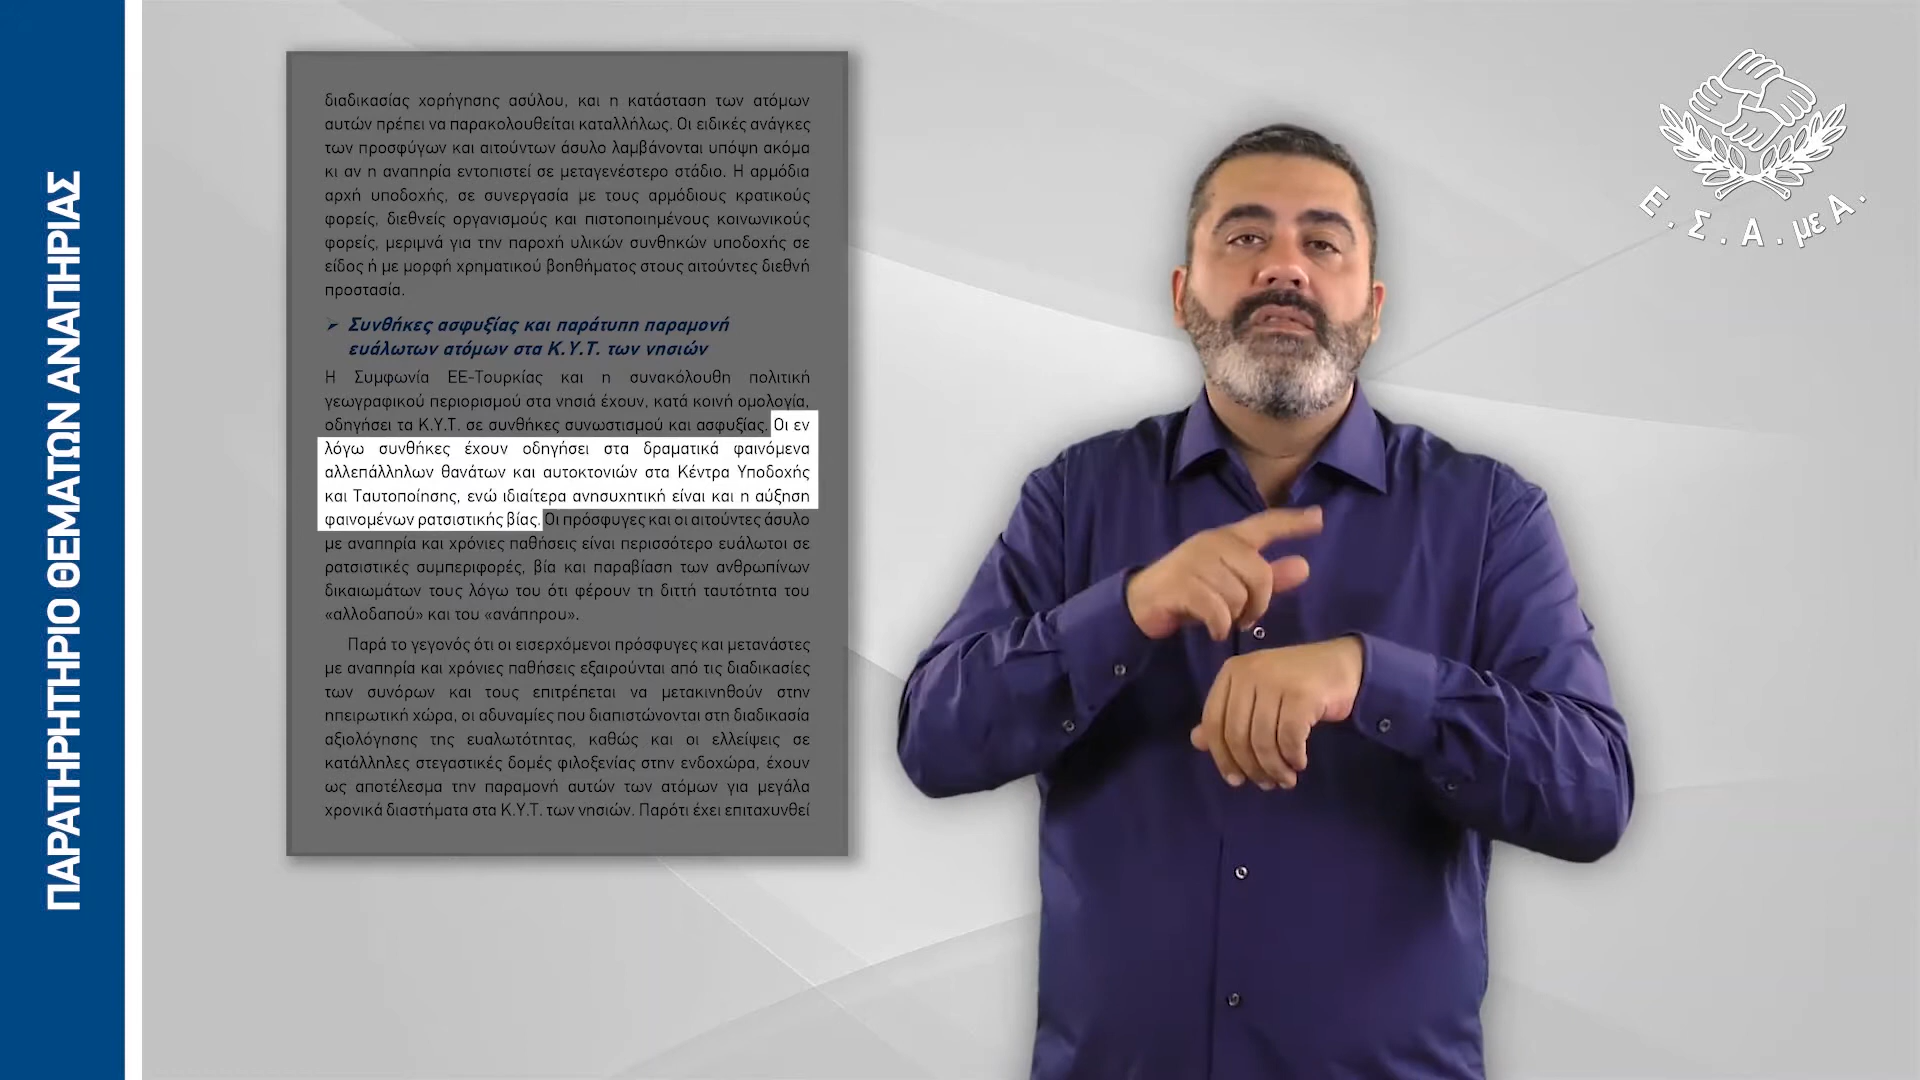 ΠΑΡΑΤΗΡΗΤΗΡΙΟ ΘΕΜΑΤΩΝ ΑΝΑΠΗΡΙΑΣ
διαδικασίας χορήγησης ασύλου, και η κατάσταση των ατόμων
αυτών πρέπει να παρακολουθείται καταλλήλως. Οι ειδικές ανάγκες
των προσφύγων και αιτούντων άσυλο λαμβάνονται υπόψη ακόμα
κι αν η αναπηρία εντοπιστεί σε μεταγενέστερο στάδιο. Η αρμόδια
αρχή υποδοχής, σε συνεργασία με τους αρμόδιους κρατικούς
φορείς, διεθνείς οργανισμούς και πιστοποιημένους κοινωνικούς
φορείς, μεριμνά για την παροχή υλικών συνθηκών υποδοχής σε
είδος ή με μορφή χρηματικού βοηθήματος στους αιτούντες διεθνή
προστασία.
➢ Συνθήκες ασφυξίας και παράτυπη παραμονή
ευάλωτων ατόμων στα Κ.Υ.Τ. των νησιών
Η Συμφωνία ΕΕ-Τουρκίας και η συνακόλουθη πολιτική
γεωγραφικού περιορισμού στα νησιά έχουν, κατά κοινή ομολογία,
οδηγήσει τα Κ.Υ.Τ. σε συνθήκες συνωστισμού και ασφυξίας. Οι εν
λόγω συνθήκες έχουν οδηγήσει στα δραματικά φαινόμενα
αλλεπάλληλων θανάτων και αυτοκτονιών στα Κέντρα Υποδοχής
και Ταυτοποίησης, ενώ ιδιαίτερα ανησυχητική είναι και η αύξηση
φαινομένων ρατσιστικής βίας. Οι πρόσφυγες και οι αιτούντες άσυλο
με αναπηρία και χρόνιες παθήσεις είναι περισσότερο ευάλωτοι σε
ρατσιστικές συμπεριφορές, βία και παραβίαση των ανθρωπίνων
δικαιωμάτων τους λόγω του ότι φέρουν τη διττή ταυτότητα του
«αλλοδαπού» και του «ανάπηρου».
Παρά το γεγονός ότι οι εισερχόμενοι πρόσφυγες και μετανάστες
με αναπηρία και χρόνιες παθήσεις εξαιρούνται από τις διαδικασίες
των συνόρων και τους επιτρέπεται να μετακινηθούν στην
ηπειρωτική χώρα, οι αδυναμίες που διαπιστώνονται στη διαδικασία
αξιολόγησης της ευαλωτότητας, καθώς και οι ελλείψεις σε
κατάλληλες στεγαστικές δομές φιλοξενίας στην ενδοχώρα, έχουν
ως αποτέλεσμα την παραμονή αυτών των ατόμων για μεγάλα
χρονικά διαστήματα στα Κ.Υ.Τ. των νησιών. Παρότι έχει επιταχυνθεί
Ε.Σ.Α.μεΑ.